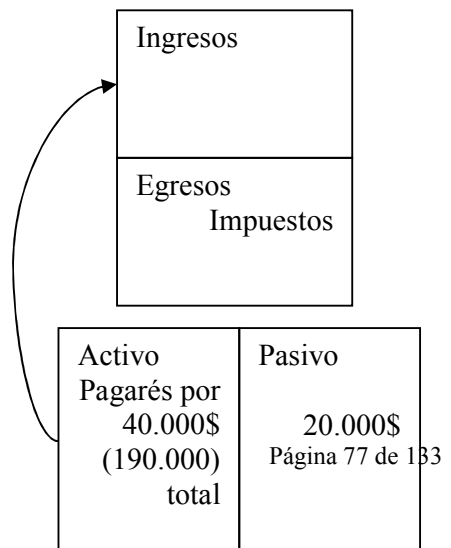 Ingresos
Egresos
Impuestos
Activo
Pagarés por
40.000$
(190.000)
total
Pasivo
20.000$
Página 77 de 133